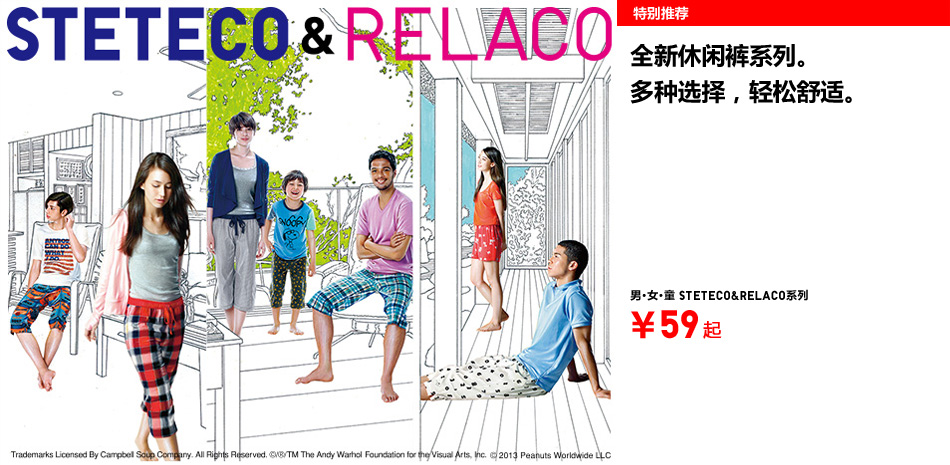 STETECO & RELACO
特别推荐
全新休闲裤系列。
多种选择，轻松舒适。
SNOOPY
男•女•童 STETECO&RELACO系列
￥59起
Trademarks Licensed By Campbell Soup Company. All Rights Reserved. ©/®/TM The Andy Warhol Foundation for the Visual Arts, Inc. © 2013 Peanuts Worldwide LLC